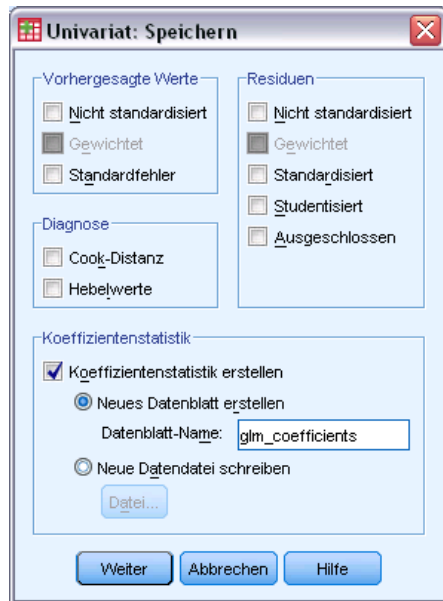 Univariat: Speichern
Vorhergesagte Werte
Nicht standardisiert
Gewichtet
Standardfehler
Diagnose
Cook-Distanz
Hebelwerte
Residuen
Nicht standardisiert
Gewichtet
Standardisiert
Studentisiert
Ausgeschlossen
Koeffizientenstatistik
Koeffizientenstatistik erstellen
Neues Datenblatt erstellen
Datenblatt-Name: glm_coefficients
Neue Datendatei schreiben
Datei...
Weiter Abbrechen Hilfe